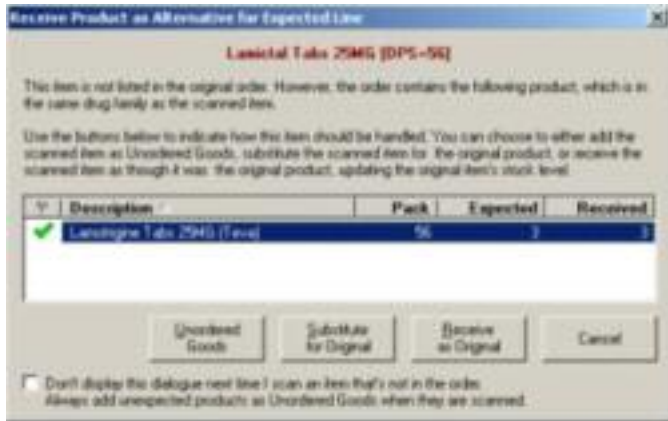 Receive Product as Alternative for Expected Line
Lamictal Tabs 25MG (DPS=56)
This item is not listed in the original order. However, the order contains the following product, which is in
the same drug family as the scanned item.
Use the buttons below to indicate how this item should be handled. You can choose to either add the
scanned item as Unordered Goods, substitute the scanned item for the original product, or receive the
scanned item as though it was the original product, updating the original item's stock level.
Description Pack Expected Received
Lamotrigine Tabs 25MG (Teva) 56 3 3
Unordered Substitute Receive Cancel
Goods for Original as Original
Don't display this dialogue next time I scan an item that's not in the order.
Always add unexpected products as Unordered Goods when they are scanned.